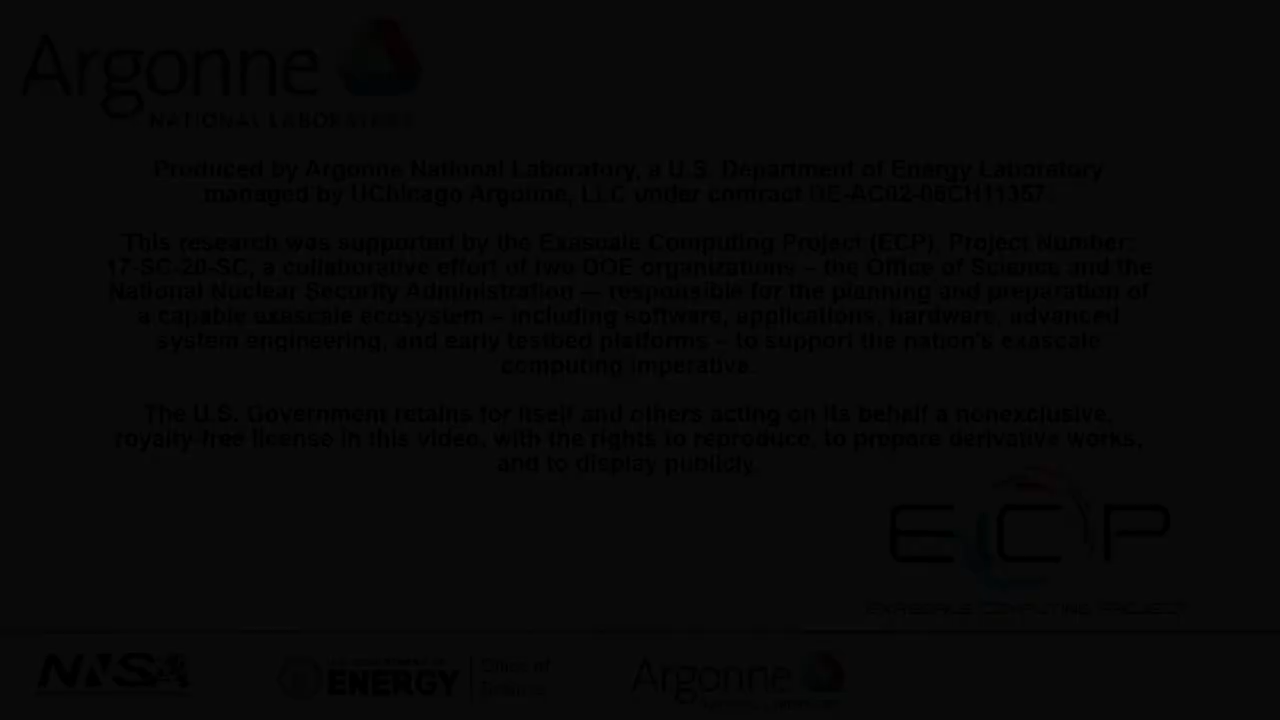 Argonne
NATIONAL LABORATORY
Produced by Argonne National Laboratory, a U.S. Department of Energy Laboratory
managed by UChicago Argonne, LLC under contract DE-AC02-06CH11357.
This research was supported by the Exascale Computing Project (ECP), Project Number:
17-SC-20-SC, a collaborative effort of two DOE organizations – the Office of Science and the
National Nuclear Security Administration — responsible for the planning and preparation of
a capable exascale ecosystem – including software, applications, hardware, advanced
system engineering, and early testbed platforms – to support the nation's exascale
computing imperative.
The U.S. Government retains for itself and others acting on its behalf a nonexclusive,
royalty-free license in this video, with the rights to reproduce, to prepare derivative works,
and to display publicly.
ECP
EXASCALE COMPUTING PROJECT
NNSA
ENERGY
Office of
Science
Argonne